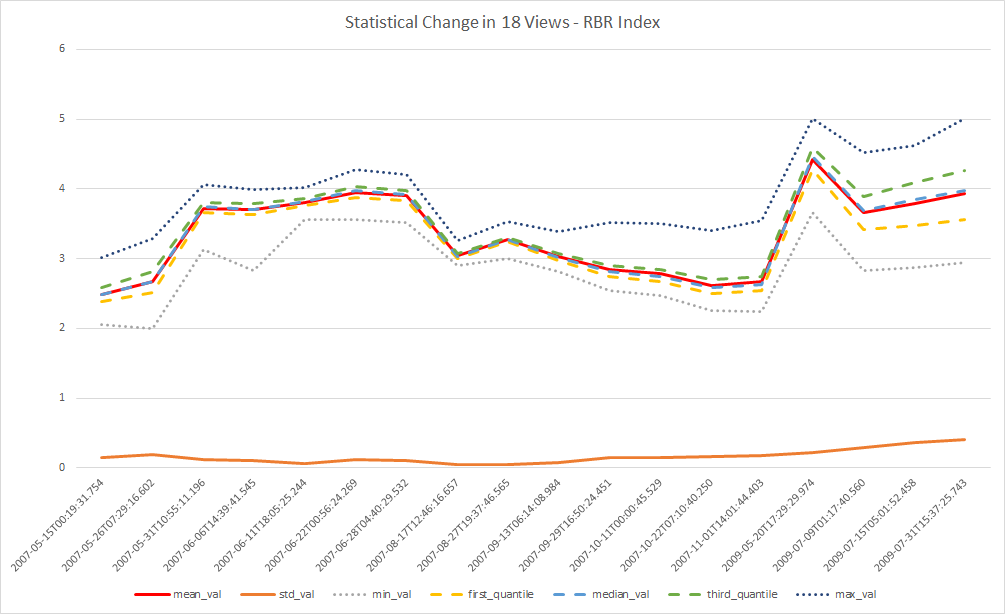 Statistical Change in 18 Views - RBR Index
6
5
4
3
2
1
0
2007-05-15T00:19:31.754
2007-05-26T07:29:16.602
2007-05-31T10:55:11.196
2007-06-06T14:39:41.545
2007-06-11T18:05:25.244
2007-06-22T00:56:24.269
2007-06-28T04:40:29.532
2007-08-17T12:46:16.657
2007-08-27T19:37:46.565
2007-09-13T06:14:08.984
2007-09-29T16:50:24.451
2007-10-11T00:00:45.529
2007-10-22T07:10:40.250
2007-11-01T14:01:44.403
2009-05-20T17:29:29.974
2009-07-09T01:17:40.560
2009-07-15T05:01:52.458
2009-07-31T15:37:25.743
mean_val std_val min_val first_quantile median_val third_quantile max_val